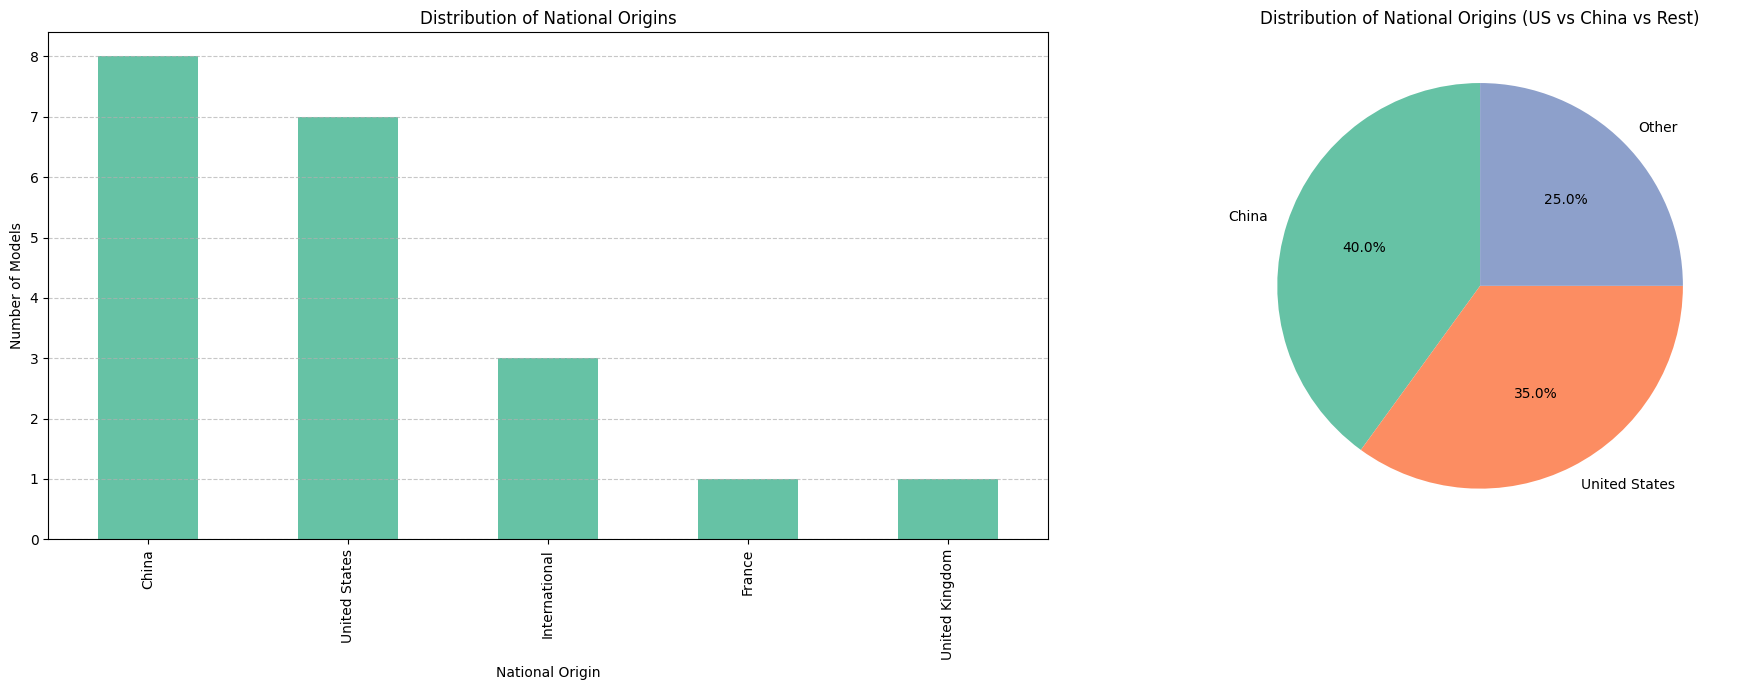 Distribution of National Origins
8
7
6
5
4
3
2
1
0
Number of Models
China
United States
International
France
United Kingdom
National Origin
Distribution of National Origins (US vs China vs Rest)
Other
25.0%
China
40.0%
35.0%
United States